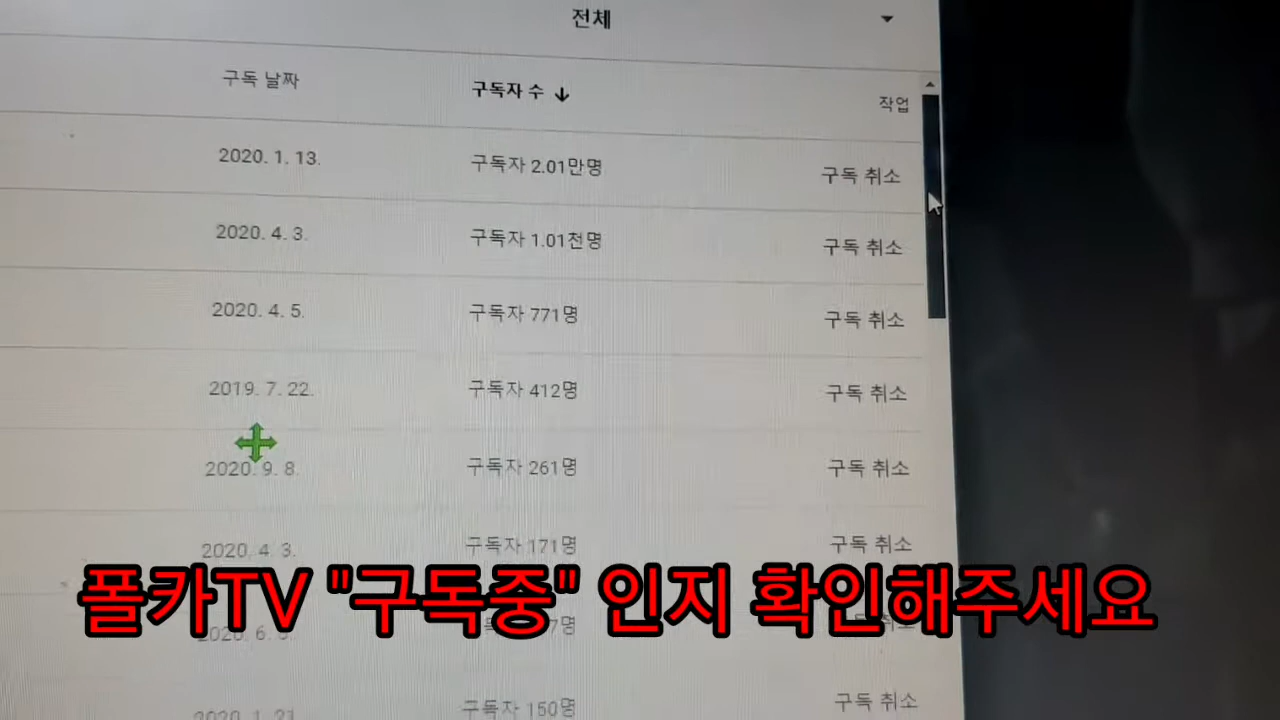 전체
구독 날짜 구독자 수 작업
2020. 1. 13. 구독자 2.01만명 구독 취소
2020. 4. 3. 구독자 1.01천명 구독 취소
2020. 4. 5. 구독자 771명 구독 취소
2019. 7. 22. 구독자 412명 구독 취소
2020. 9. 8. 구독자 261명 구독 취소
2020. 4. 3. 구독자 171명 구독 취소
폴카TV "구독중" 인지 확인해주세요
구독자 150명 구독 취소